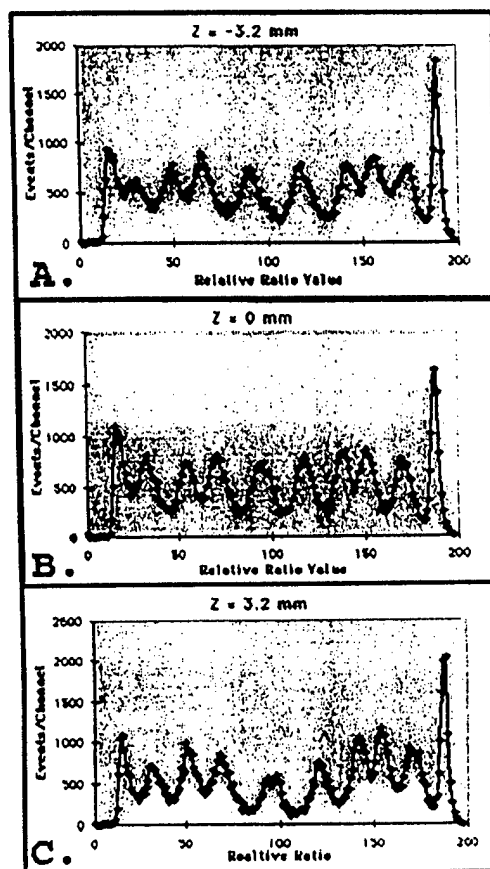 Z = -3.2 mm
2000
1500
1000
500
0
Events/Channel
0 50 100 150 200
Relative Ratio Value
A.
Z = 0 mm
2000
1500
1000
500
0
Events/Channel
0 50 100 150 200
Relative Ratio Value
B.
Z = 3.2 mm
2500
2000
1500
1000
500
0
Events/Channel
0 50 100 150 200
Realtive Ratio
C.